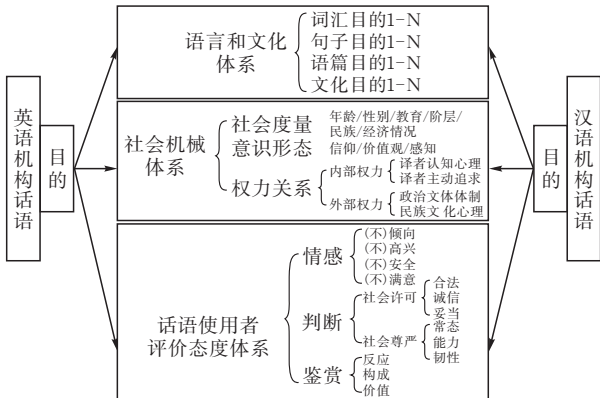 英语机构话语
目的
语言和文化
体系
词汇目的1-N
句子目的1-N
语篇目的1-N
文化目的1-N
社会机械
体系
社会度量
意识形态
年龄/性别/教育/阶层/
民族/经济情况
信仰/价值观/感知
权力关系
内部权力
译者认知心理
译者主动追求
外部权力
政治文体体制
民族文化心理
话语使用者
评价态度体系
情感
(不)倾向
(不)高兴
(不)安全
(不)满意
判断
社会许可
合法
诚信
妥当
社会尊严
常态
能力
韧性
鉴赏
反应
构成
价值
目的
汉语机构话语